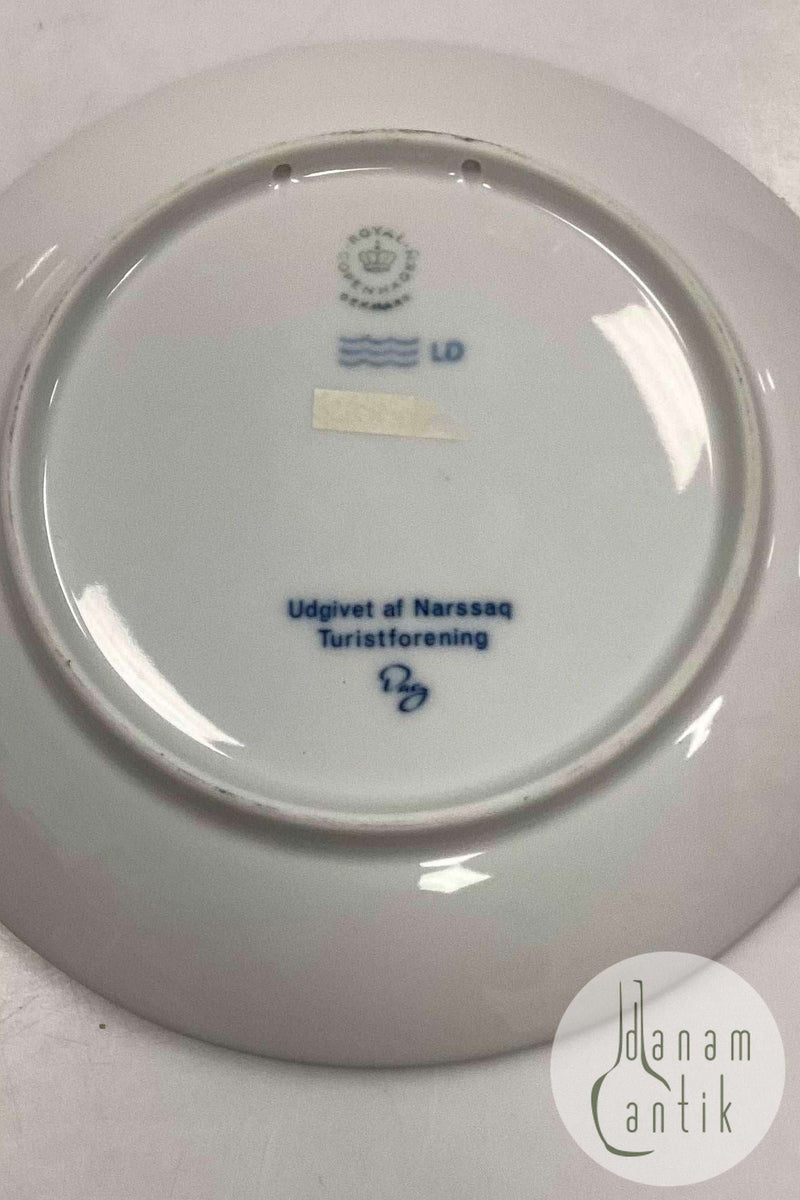 ROYAL
COPENHAGEN
DENMARK
LD
Udgivet af Narssaq
Turistforening
danam
antik